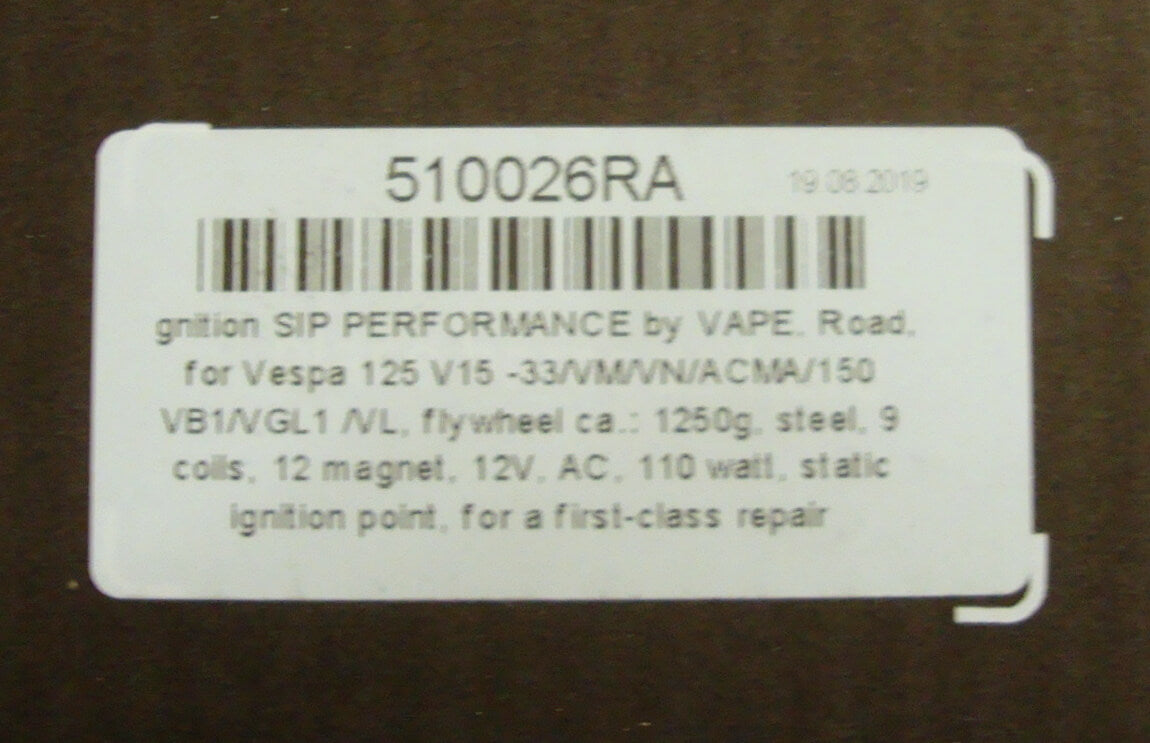 510026RA 19.08.2019
gnition SIP PERFORMANCE by VAPE, Road,
for Vespa 125 V15 -33/VM/VN/ACMA/150
VB1/VGL1 /VL, flywheel ca.: 1250g, steel, 9
coils, 12 magnet, 12V, AC, 110 watt, static
ignition point, for a first-class repair